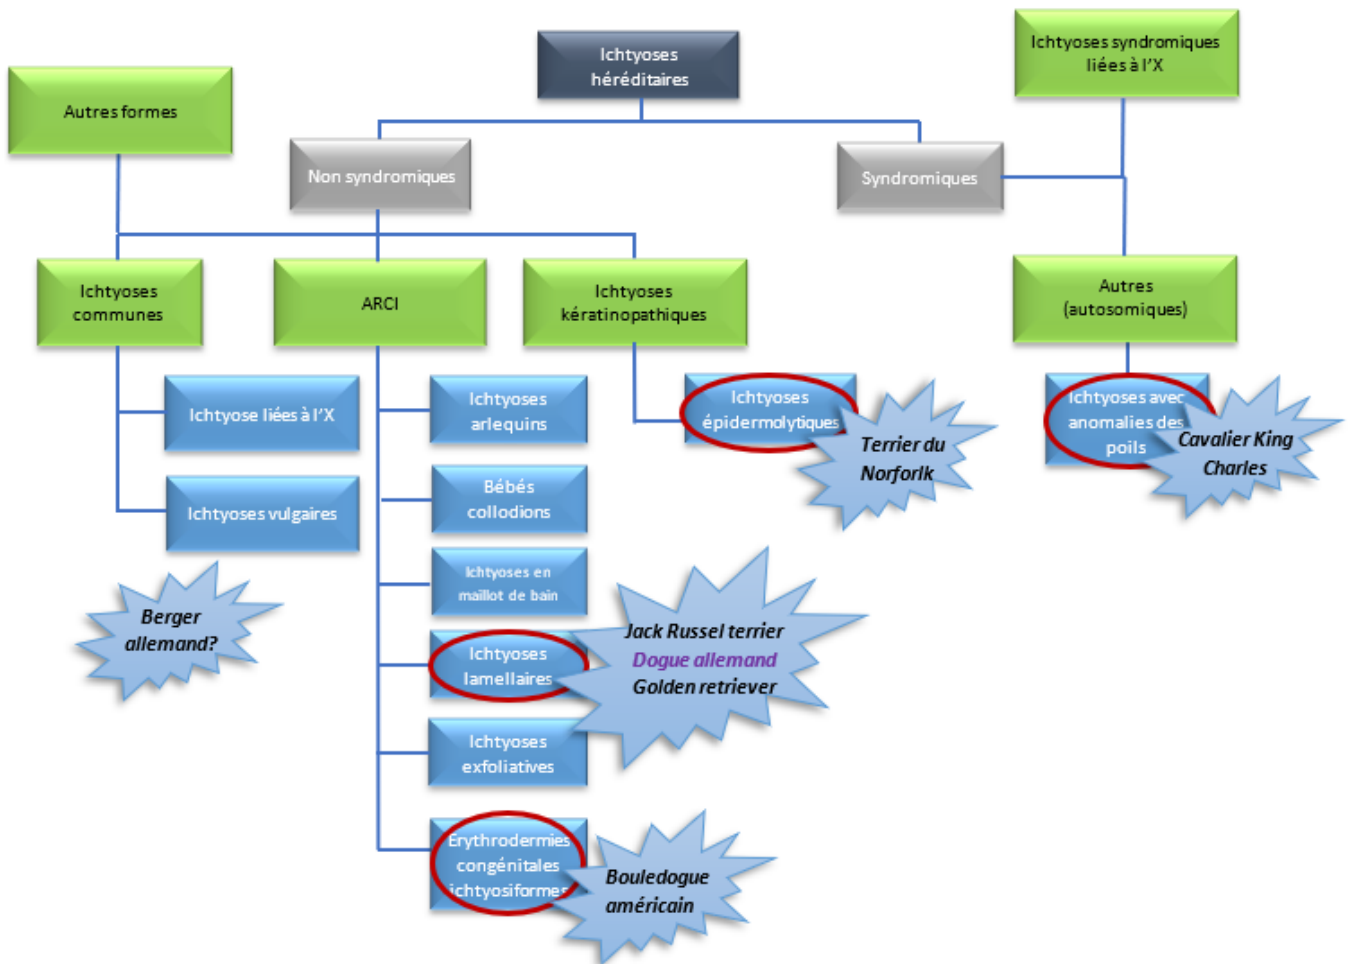 Ichtyoses
héréditaires
Ichtyoses syndromiques
liées à l'X
Autres formes
Non syndromiques
Syndromiques
Ichtyoses
communes
ARCI
Ichtyoses
kératinopathiques
Autres
(autosomiques)
Ichtyose liées à l'X
Ichtyoses vulgaires
Berger
allemand?
Ichtyoses
arlequins
Bébés
collodions
Ichtyoses en
maillot de bain
Ichtyoses
lamellaires
Jack Russel terrier
Dogue allemand
Golden retriever
Ichtyoses
exfoliatives
Erythrodermies
congénitales
ichtyosiformes
Bouledogue
américain
Ichtyoses
épidermolytiques
Terrier du
Norforlk
Ichtyoses avec
anomalies des
poils
Cavalier King
Charles